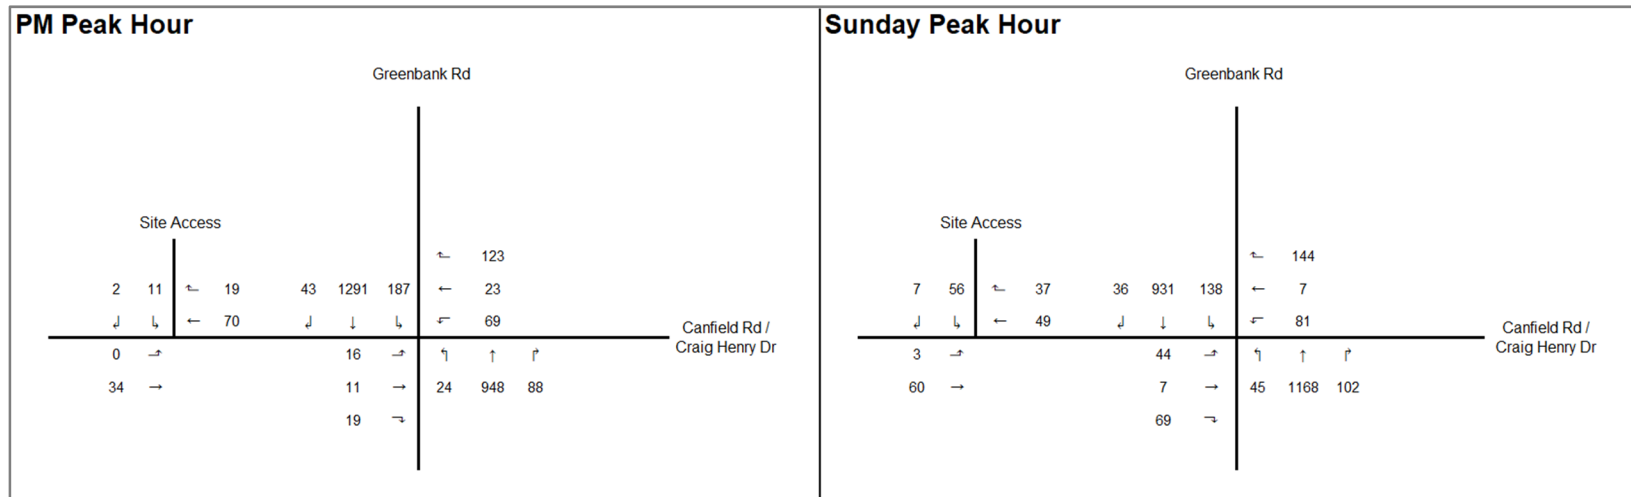 PM Peak Hour
Greenbank Rd
Site Access
123
2 11 19 43 1291 187 23
70 69
Canfield Rd /
Craig Henry Dr
0 16
34 11 24 948 88
19
Sunday Peak Hour
Greenbank Rd
Site Access
144
7 56 37 36 931 138 7
49 81
Canfield Rd /
Craig Henry Dr
3 44
60 7 45 1168 102
69